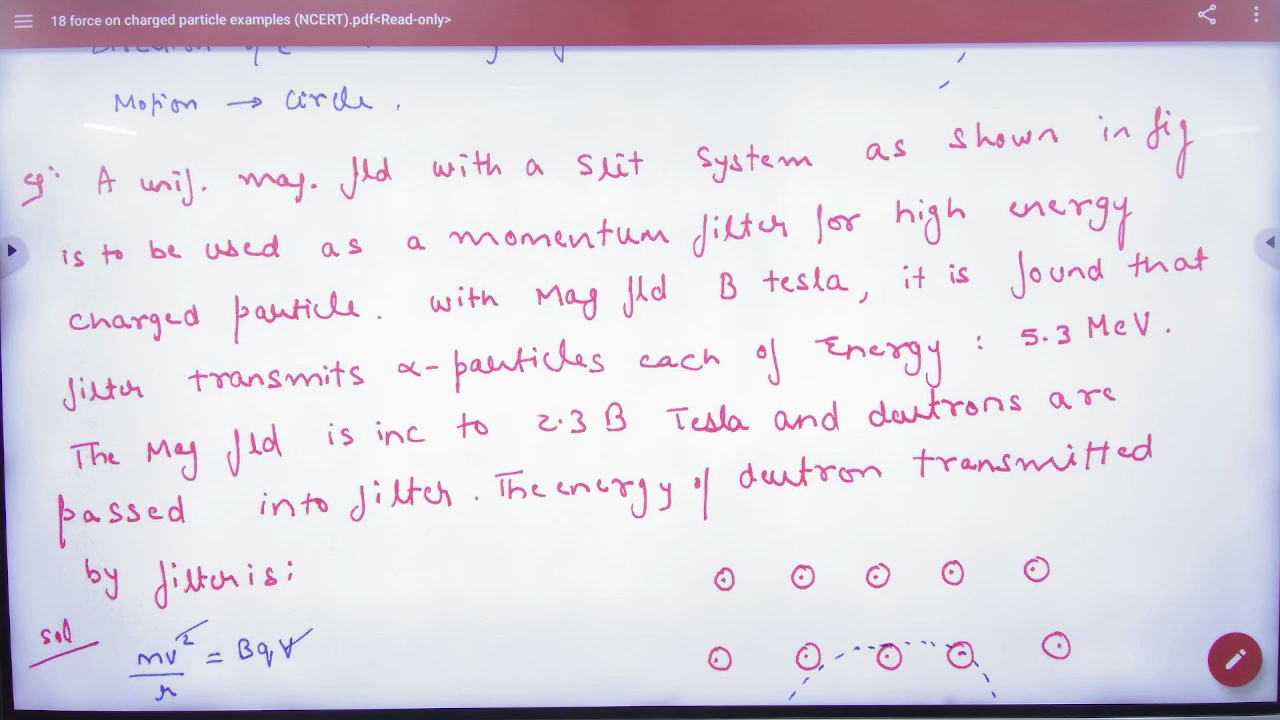 18 force on charged particle examples (NCERT).pdf<Read-only>
Motion → circle.
Q: A unif. mag. fld with a slit system as shown in fig
is to be used as a momentum filter for high energy
charged particle. with Mag fld B tesla, it is found that
filter transmits α-particles each of Energy : 5.3 MeV.
The Mag fld is inc to 2.3 B Tesla and deutrons are
passed into filter. The energy of deutron transmitted
by filter is:
sol
mv²/r = Bqv